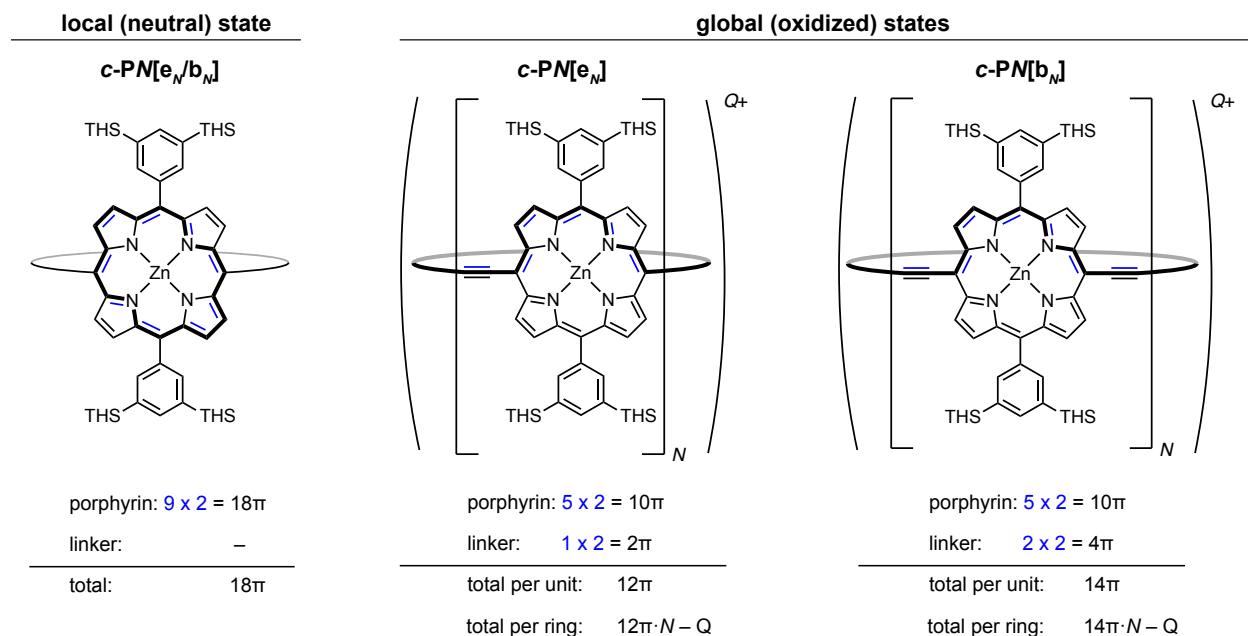 local (neutral) state
global (oxidized) states
c-PN[eN/bN]
c-PN[eN]
c-PN[bN]
Q+
Q+
THS THS
THS THS
THS THS
N N
N N
N N
Zn
Zn
Zn
N N
N N
N N
THS THS
THS THS
THS THS
N
N
porphyrin: 9 x 2 = 18π
linker: –
total: 18π
porphyrin: 5 x 2 = 10π
linker: 1 x 2 = 2π
total per unit: 12π
total per ring: 12π·N – Q
porphyrin: 5 x 2 = 10π
linker: 2 x 2 = 4π
total per unit: 14π
total per ring: 14π·N – Q